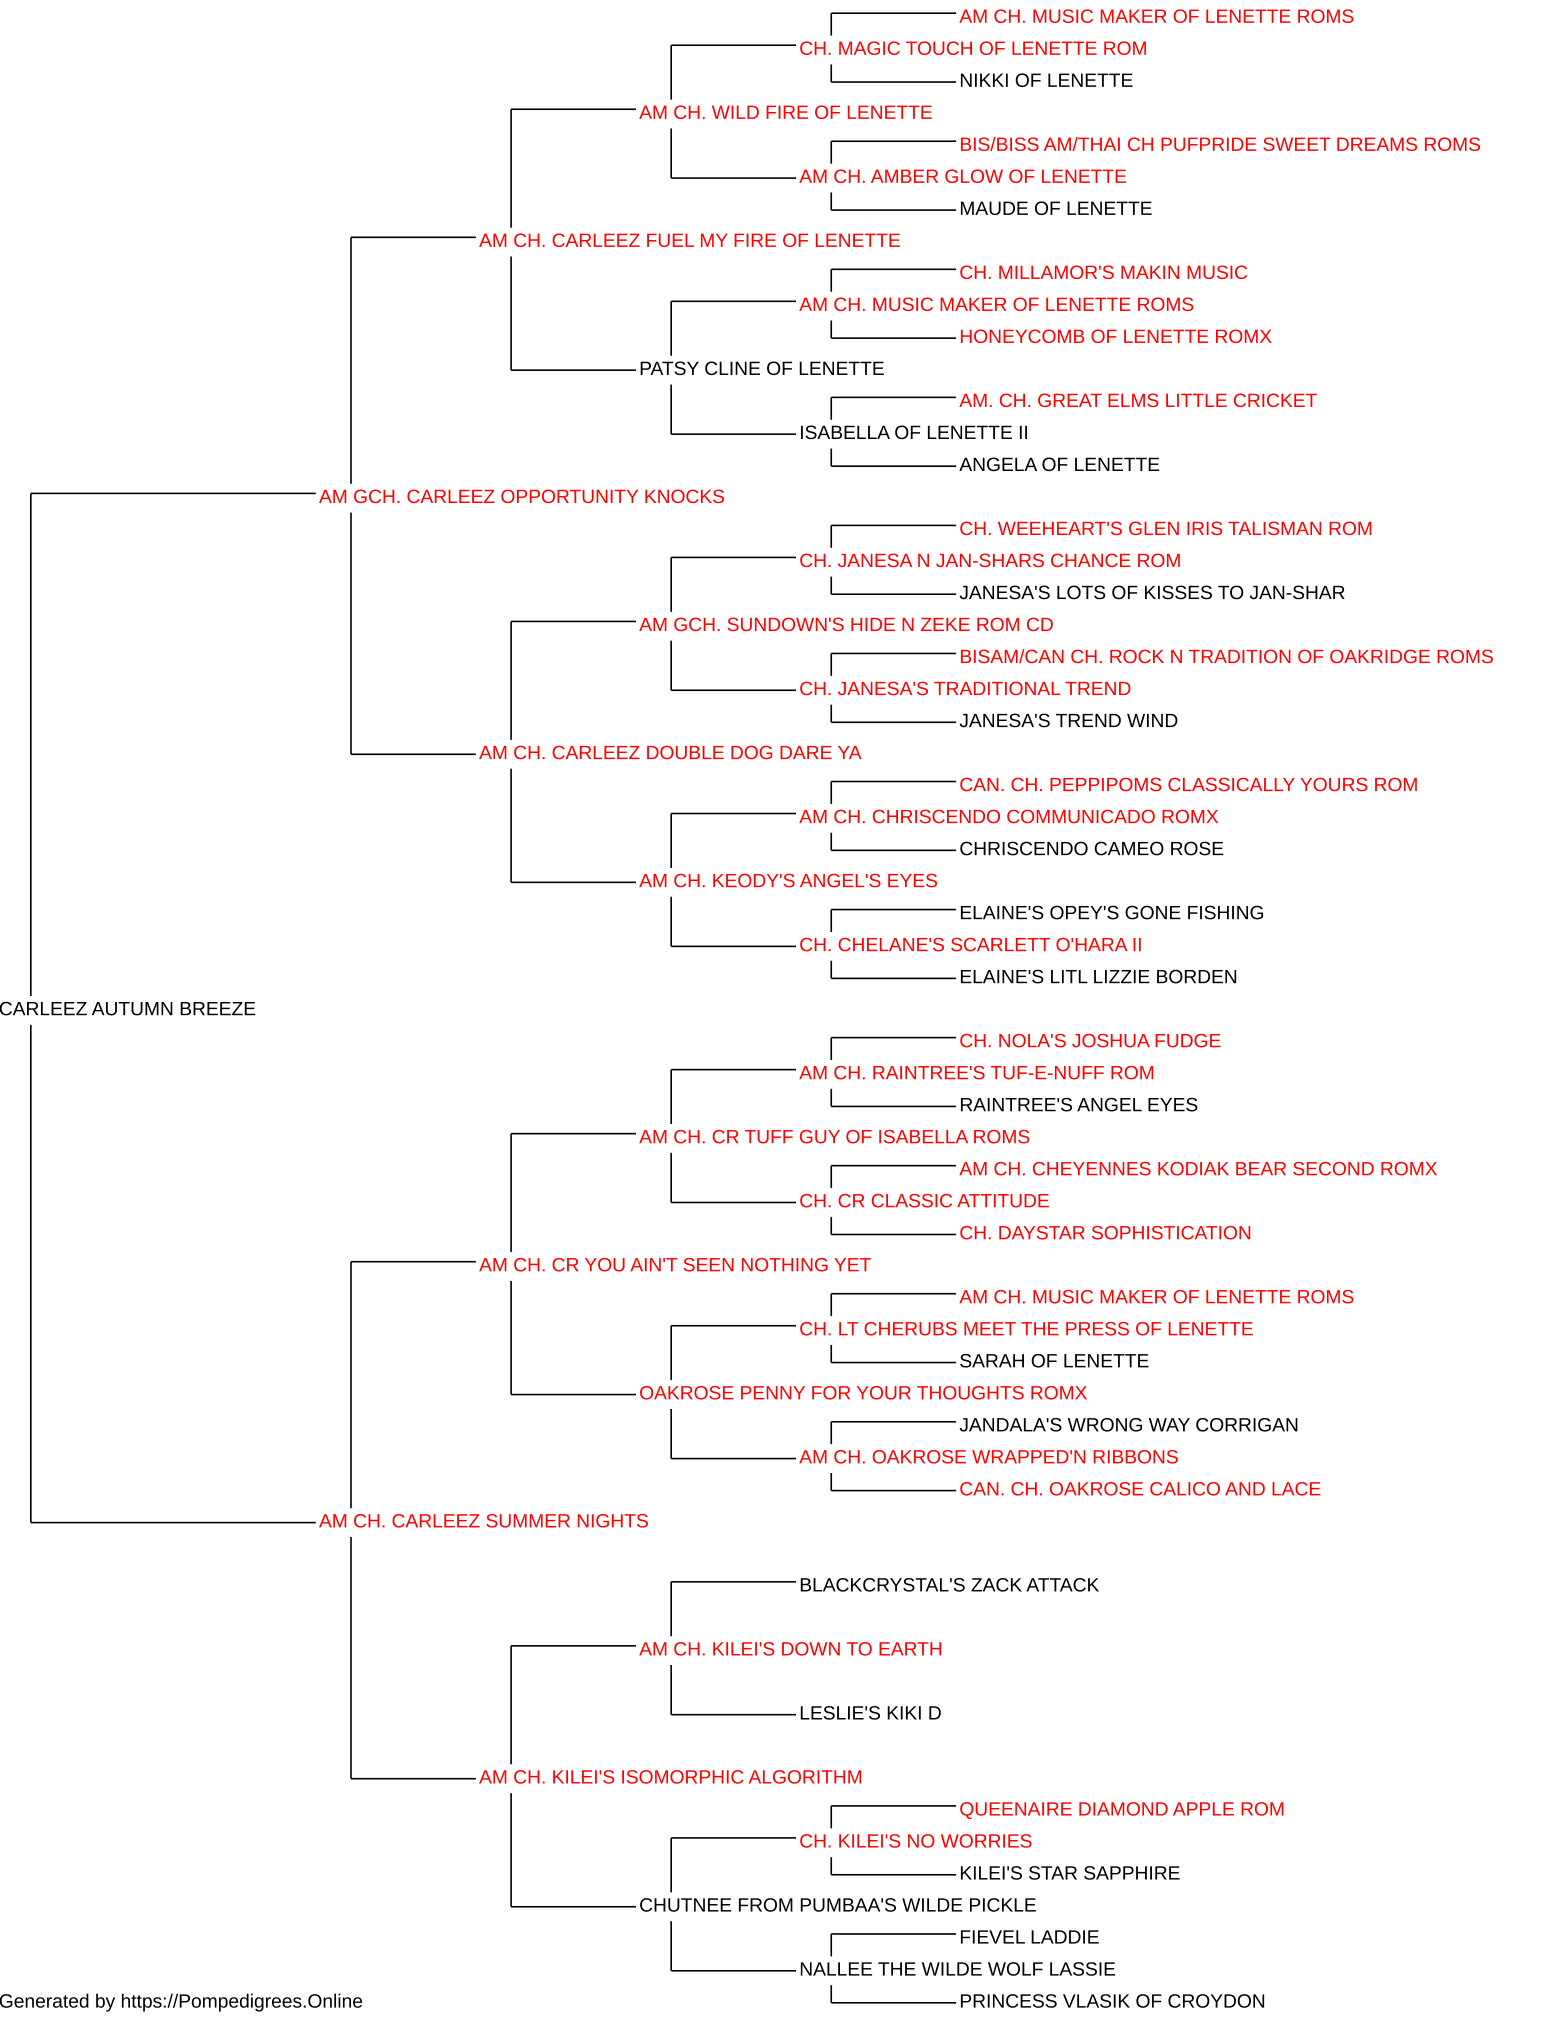 AM CH. MUSIC MAKER OF LENETTE ROMS
CH. MAGIC TOUCH OF LENETTE ROM
NIKKI OF LENETTE
AM CH. WILD FIRE OF LENETTE
BIS/BISS AM/THAI CH PUFPRIDE SWEET DREAMS ROMS
AM CH. AMBER GLOW OF LENETTE
MAUDE OF LENETTE
AM CH. CARLEEZ FUEL MY FIRE OF LENETTE
CH. MILLAMOR'S MAKIN MUSIC
AM CH. MUSIC MAKER OF LENETTE ROMS
HONEYCOMB OF LENETTE ROMX
PATSY CLINE OF LENETTE
AM. CH. GREAT ELMS LITTLE CRICKET
ISABELLA OF LENETTE II
ANGELA OF LENETTE
AM GCH. CARLEEZ OPPORTUNITY KNOCKS
CH. WEEHEART'S GLEN IRIS TALISMAN ROM
CH. JANESA N JAN-SHARS CHANCE ROM
JANESA'S LOTS OF KISSES TO JAN-SHAR
AM GCH. SUNDOWN'S HIDE N ZEKE ROM CD
BISAM/CAN CH. ROCK N TRADITION OF OAKRIDGE ROMS
CH. JANESA'S TRADITIONAL TREND
JANESA'S TREND WIND
AM CH. CARLEEZ DOUBLE DOG DARE YA
CAN. CH. PEPPIPOMS CLASSICALLY YOURS ROM
AM CH. CHRISCENDO COMMUNICADO ROMX
CHRISCENDO CAMEO ROSE
AM CH. KEODY'S ANGEL'S EYES
ELAINE'S OPEY'S GONE FISHING
CH. CHELANE'S SCARLETT O'HARA II
ELAINE'S LITL LIZZIE BORDEN
CARLEEZ AUTUMN BREEZE
CH. NOLA'S JOSHUA FUDGE
AM CH. RAINTREE'S TUF-E-NUFF ROM
RAINTREE'S ANGEL EYES
AM CH. CR TUFF GUY OF ISABELLA ROMS
AM CH. CHEYENNES KODIAK BEAR SECOND ROMX
CH. CR CLASSIC ATTITUDE
CH. DAYSTAR SOPHISTICATION
AM CH. CR YOU AIN'T SEEN NOTHING YET
AM CH. MUSIC MAKER OF LENETTE ROMS
CH. LT CHERUBS MEET THE PRESS OF LENETTE
SARAH OF LENETTE
OAKROSE PENNY FOR YOUR THOUGHTS ROMX
JANDALA'S WRONG WAY CORRIGAN
AM CH. OAKROSE WRAPPED'N RIBBONS
CAN. CH. OAKROSE CALICO AND LACE
AM CH. CARLEEZ SUMMER NIGHTS
BLACKCRYSTAL'S ZACK ATTACK
AM CH. KILEI'S DOWN TO EARTH
LESLIE'S KIKI D
AM CH. KILEI'S ISOMORPHIC ALGORITHM
QUEENAIRE DIAMOND APPLE ROM
CH. KILEI'S NO WORRIES
KILEI'S STAR SAPPHIRE
CHUTNEE FROM PUMBAA'S WILDE PICKLE
FIEVEL LADDIE
NALLEE THE WILDE WOLF LASSIE
PRINCESS VLASIK OF CROYDON
Generated by https://Pompedigrees.Online